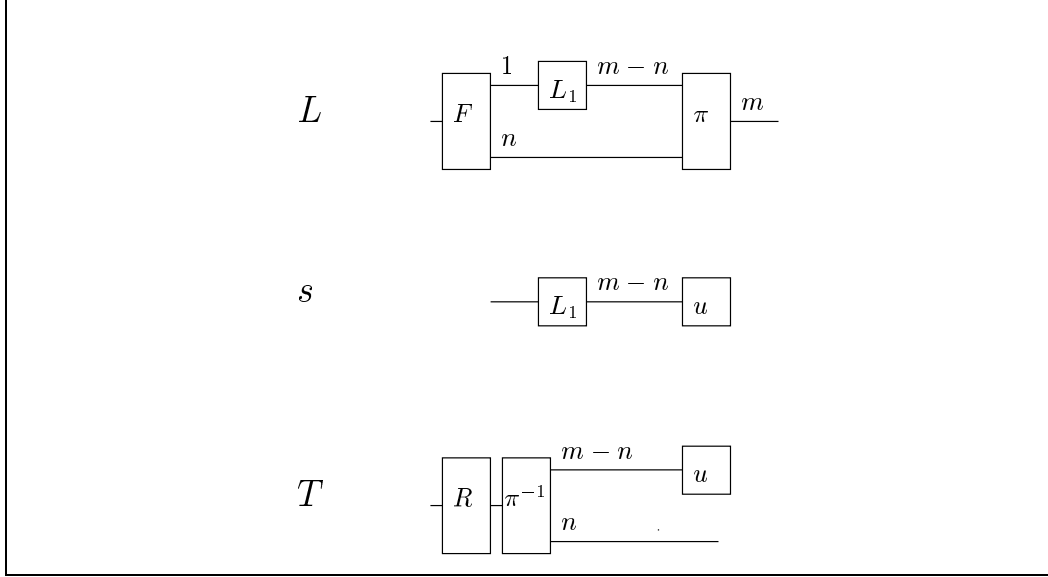 1 m − n
L F L₁ π m
n
s L₁ m − n u
m − n
T R π⁻¹ u
n